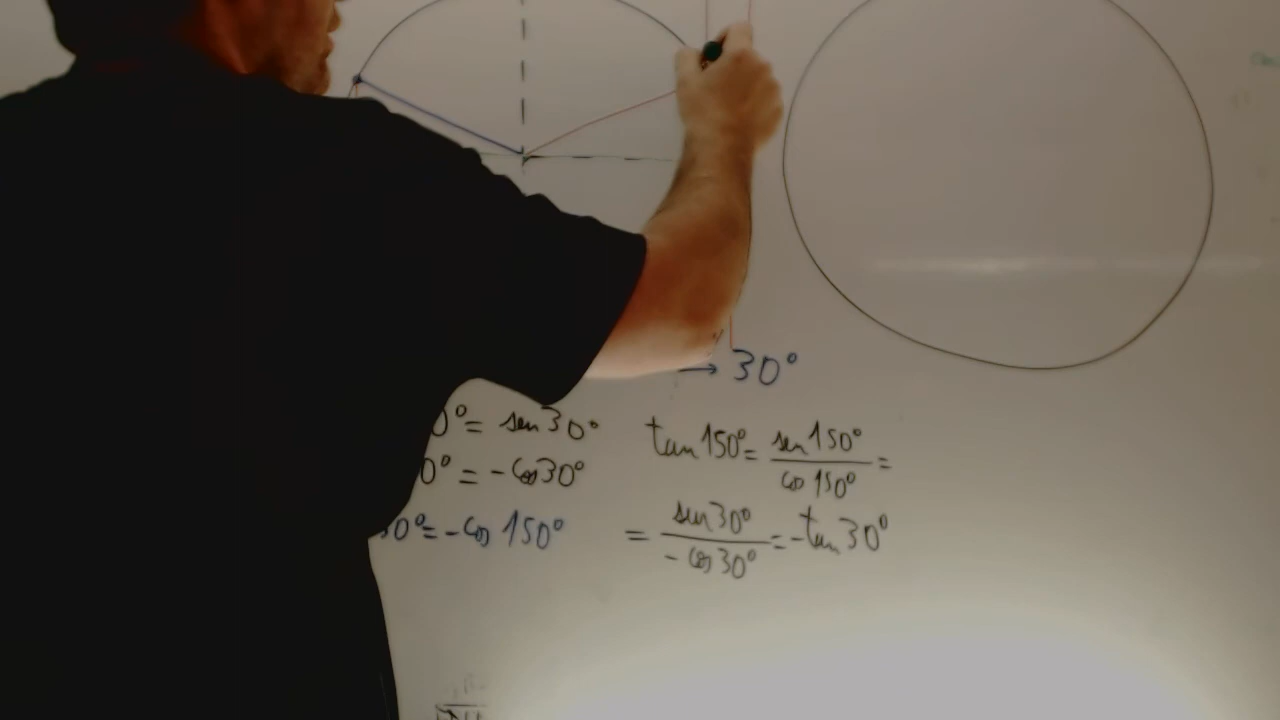 → 30°
0° = sen 30°
0° = - cos 30°
30° = - cos 150°
tan 150° = sen 150° / cos 150° =
= sen 30° / - cos 30° = - tan 30°